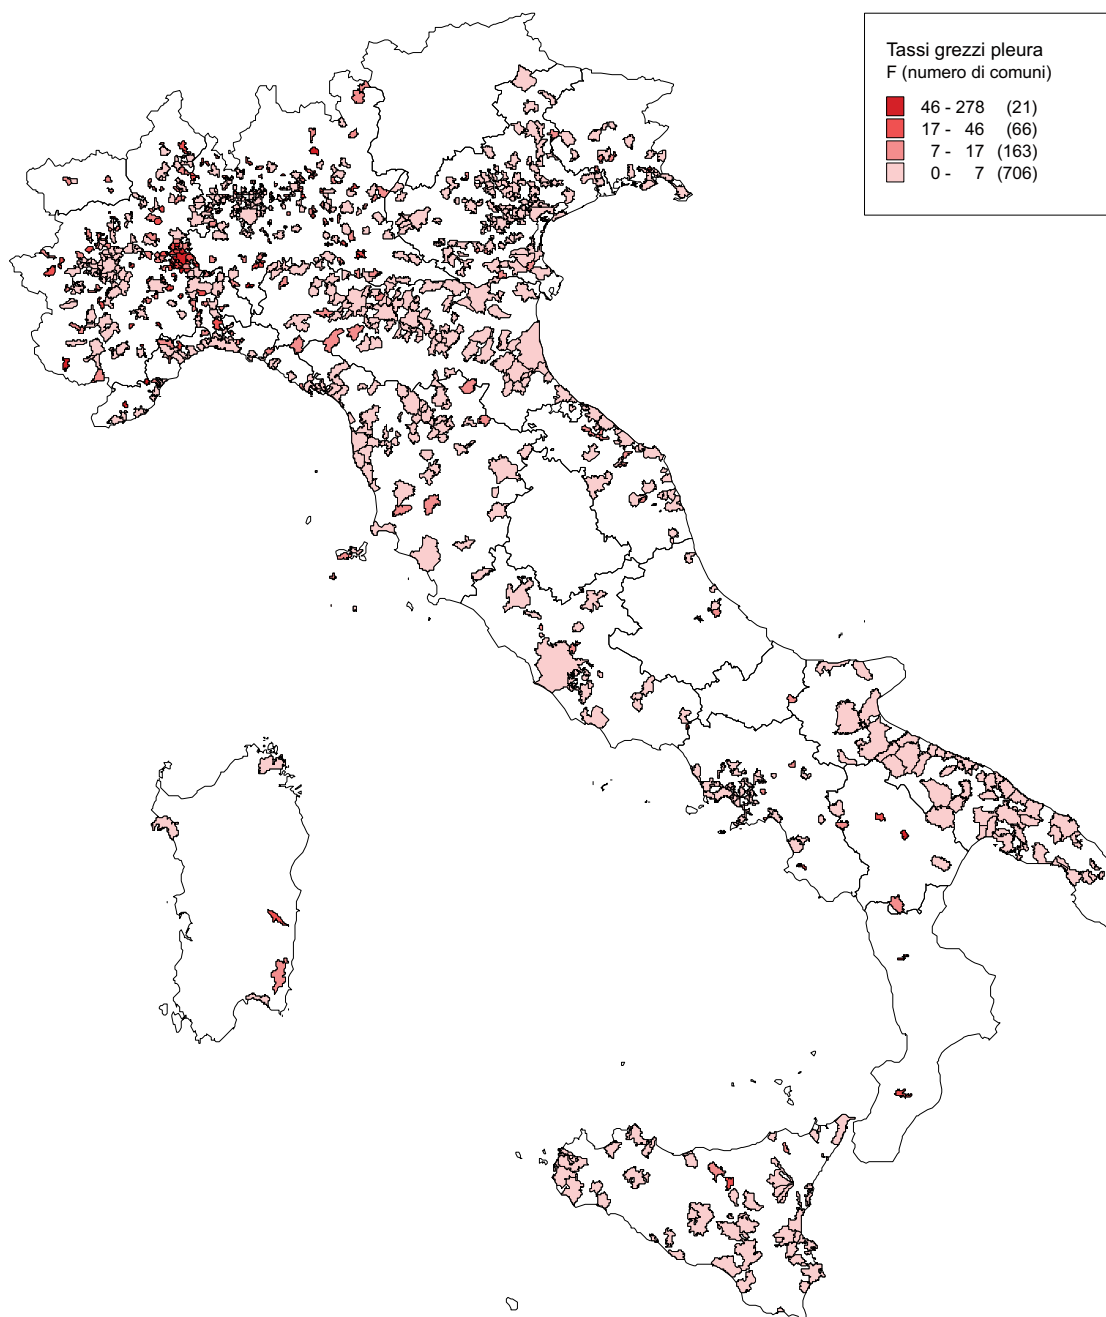 Tassi grezzi pleura
F (numero di comuni)
46 - 278 (21)
17 - 46 (66)
7 - 17 (163)
0 - 7 (706)